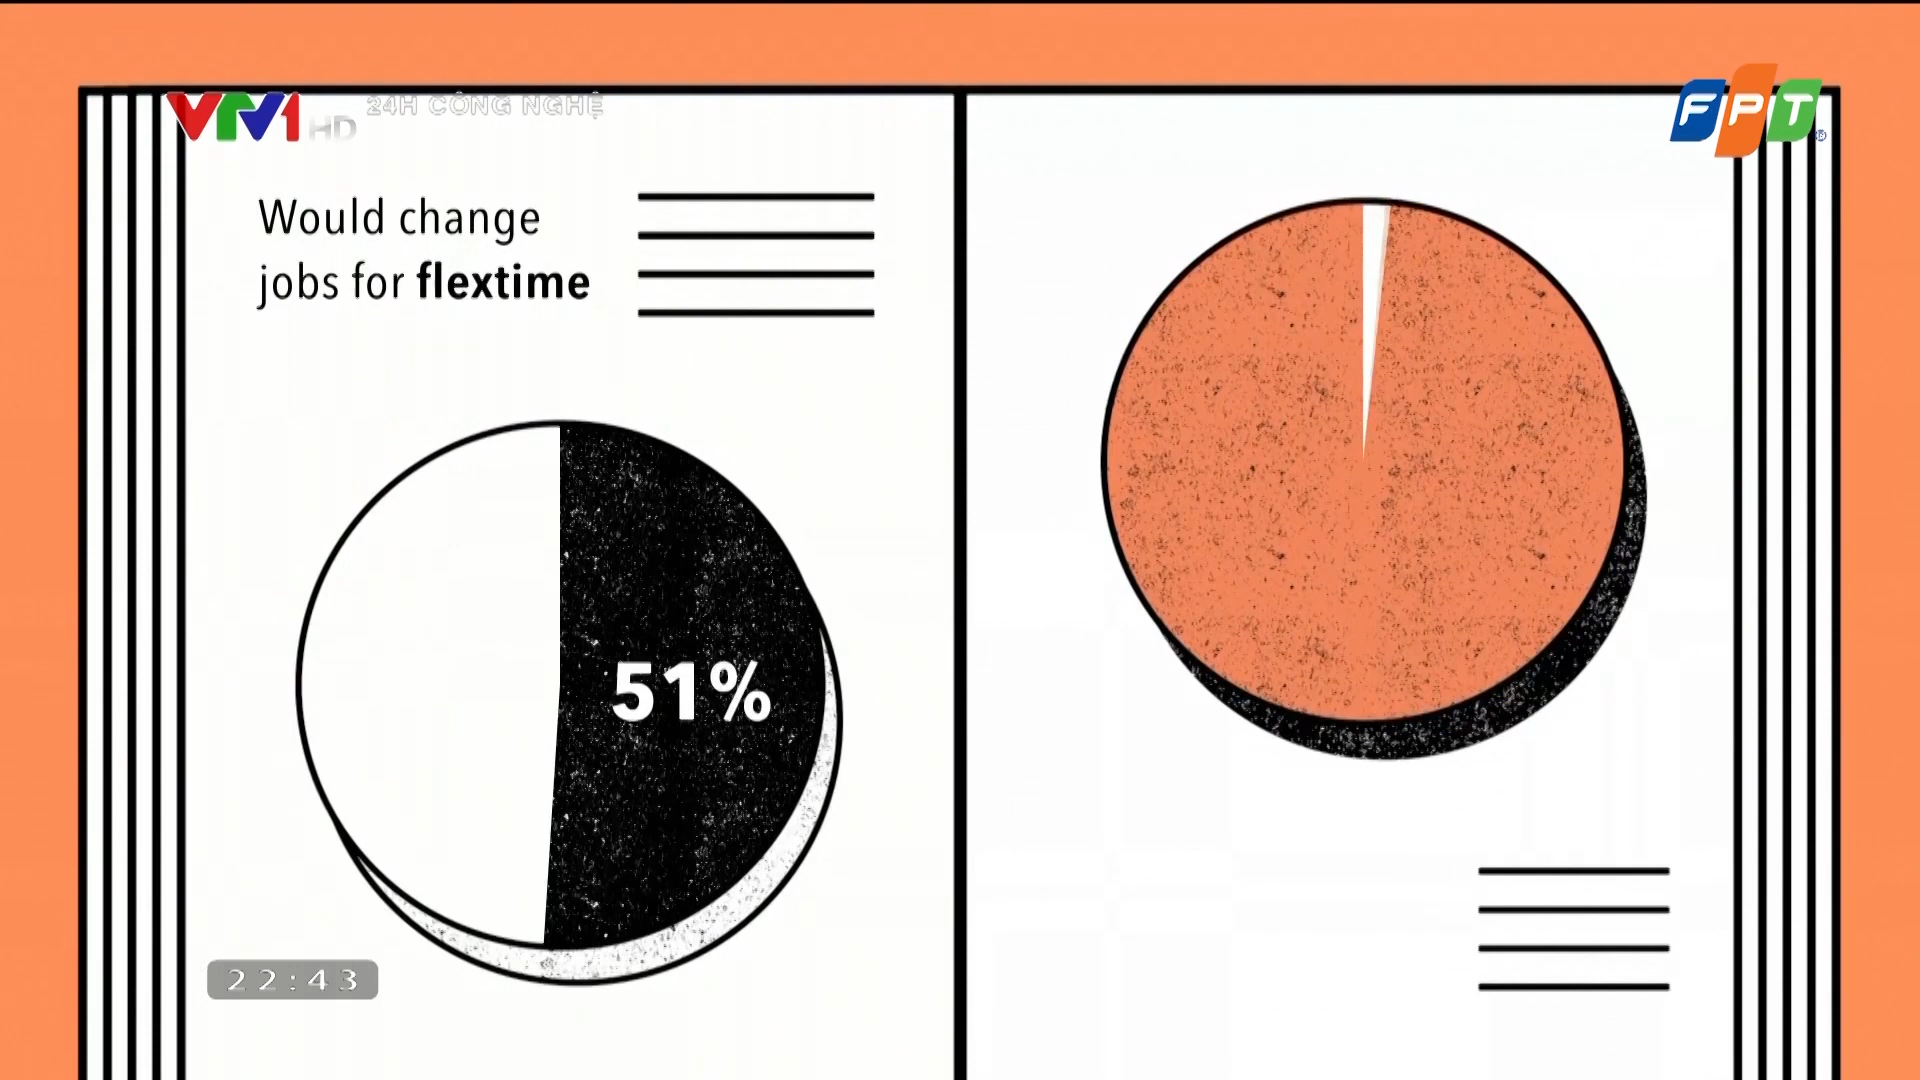 VTV1 HD
24H CÔNG NGHỆ
FPT
Would change
jobs for flextime
51%
22:43